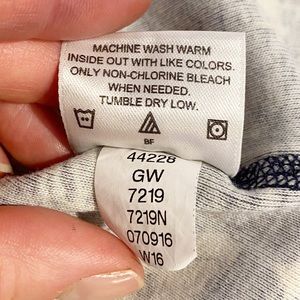 MACHINE WASH WARM
INSIDE OUT WITH LIKE COLORS.
ONLY NON-CHLORINE BLEACH
WHEN NEEDED.
TUMBLE DRY LOW.
BF
44228
GW
7219
7219N
070916
W16